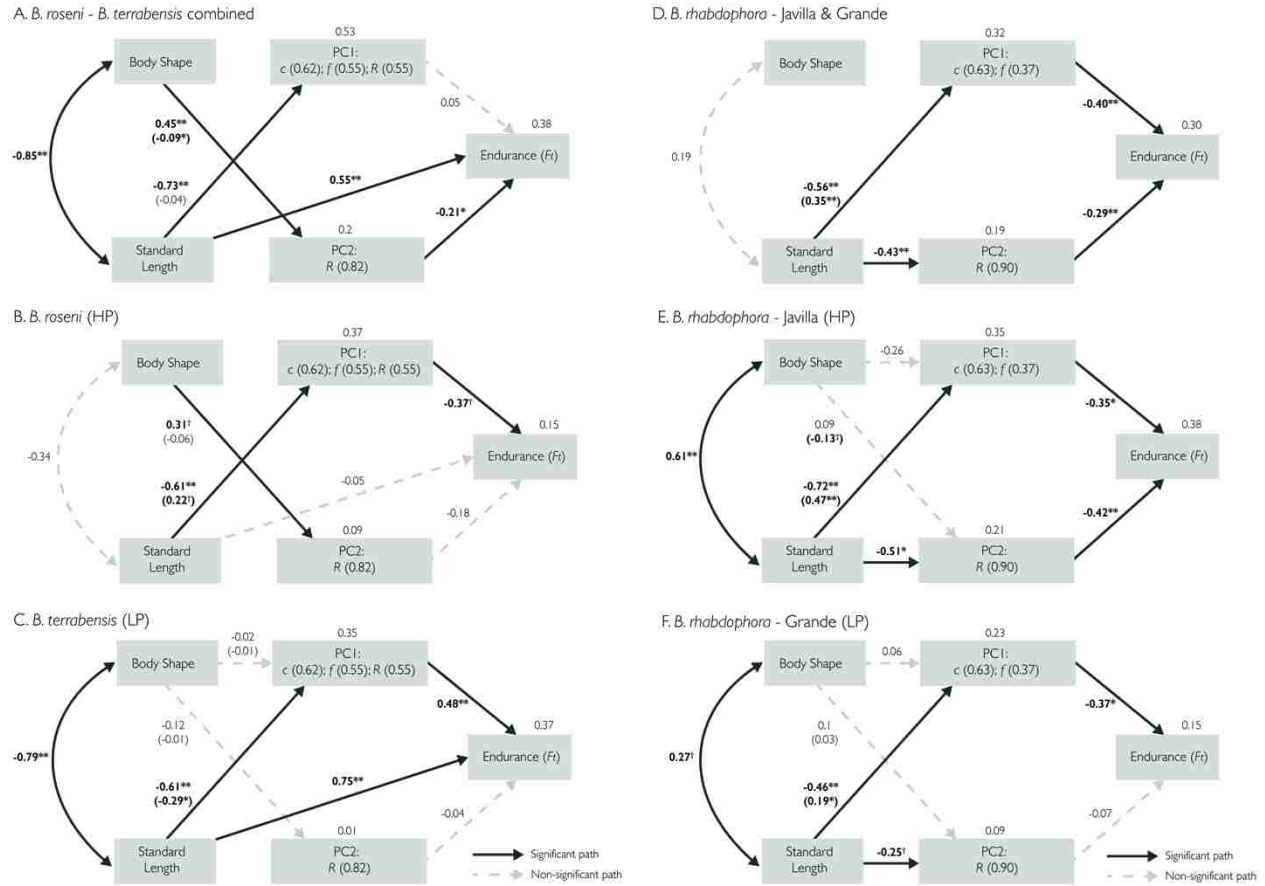 A. B. roseni - B. terrabensis combined
Body Shape
0.53
PC1:
c (0.62); f (0.55); R (0.55)
0.05
0.38
Endurance (Ft)
0.45**
(-0.09*)
-0.85**
-0.73**
(-0.04)
0.55**
-0.21*
Standard
Length
0.2
PC2:
R (0.82)
B. B. roseni (HP)
Body Shape
0.37
PC1:
c (0.62); f (0.55); R (0.55)
-0.37†
0.15
Endurance (Ft)
0.31†
(-0.06)
-0.34
-0.61**
(0.22†)
-0.05
-0.18
Standard
Length
0.09
PC2:
R (0.82)
C. B. terrabensis (LP)
Body Shape
-0.02
(-0.01)
0.35
PC1:
c (0.62); f (0.55); R (0.55)
0.48**
0.37
Endurance (Ft)
-0.12
(-0.01)
-0.79**
-0.61**
(-0.29*)
0.75**
-0.04
Standard
Length
0.01
PC2:
R (0.82)
Significant path
Non-significant path
D. B. rhabdophora - Javilla & Grande
Body Shape
0.32
PC1:
c (0.63); f (0.37)
-0.40**
0.30
Endurance (Ft)
0.19
-0.56**
(0.35**)
-0.29**
Standard
Length
-0.43**
0.19
PC2:
R (0.90)
E. B. rhabdophora - Javilla (HP)
Body Shape
-0.26
0.35
PC1:
c (0.63); f (0.37)
-0.35*
0.38
Endurance (Ft)
0.09
(-0.13†)
0.61**
-0.72**
(0.47**)
-0.42**
Standard
Length
-0.51*
0.21
PC2:
R (0.90)
F. B. rhabdophora - Grande (LP)
Body Shape
0.06
0.23
PC1:
c (0.63); f (0.37)
-0.37*
0.15
Endurance (Ft)
0.1
(0.03)
0.27†
-0.46**
(0.19*)
-0.07
Standard
Length
-0.25†
0.09
PC2:
R (0.90)
Significant path
Non-significant path